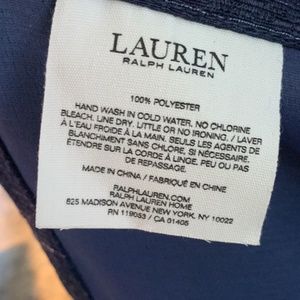 LAUREN
RALPH LAUREN
100% POLYESTER
HAND WASH IN COLD WATER. NO CHLORINE
BLEACH. LINE DRY. LITTLE OR NO IRONING. / LAVER
À L'EAU FROIDE À LA MAIN. SEULS LES AGENTS DE
BLANCHIMENT SANS CHLORE, SI NÉCESSAIRE.
ÉTENDRE SUR LA CORDE À LINGE. PEU OU PAS
DE REPASSAGE.
MADE IN CHINA / FABRIQUÉ EN CHINE
RALPHLAUREN.COM
RALPH LAUREN HOME
625 MADISON AVENUE NEW YORK, NY 10022
RN 119053 / CA 01405